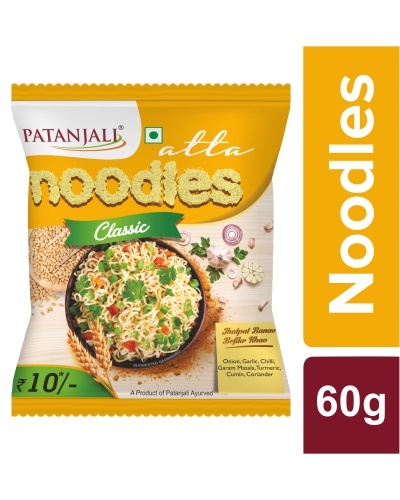 PATANJALI®
atta
noodles
Classic
Jhatpat Banao
Befikr Khao
Onion, Garlic, Chilli,
Garam Masala, Turmeric,
Cumin, Coriander
₹10*/-
A Product of Patanjali Ayurved
Noodles
60g